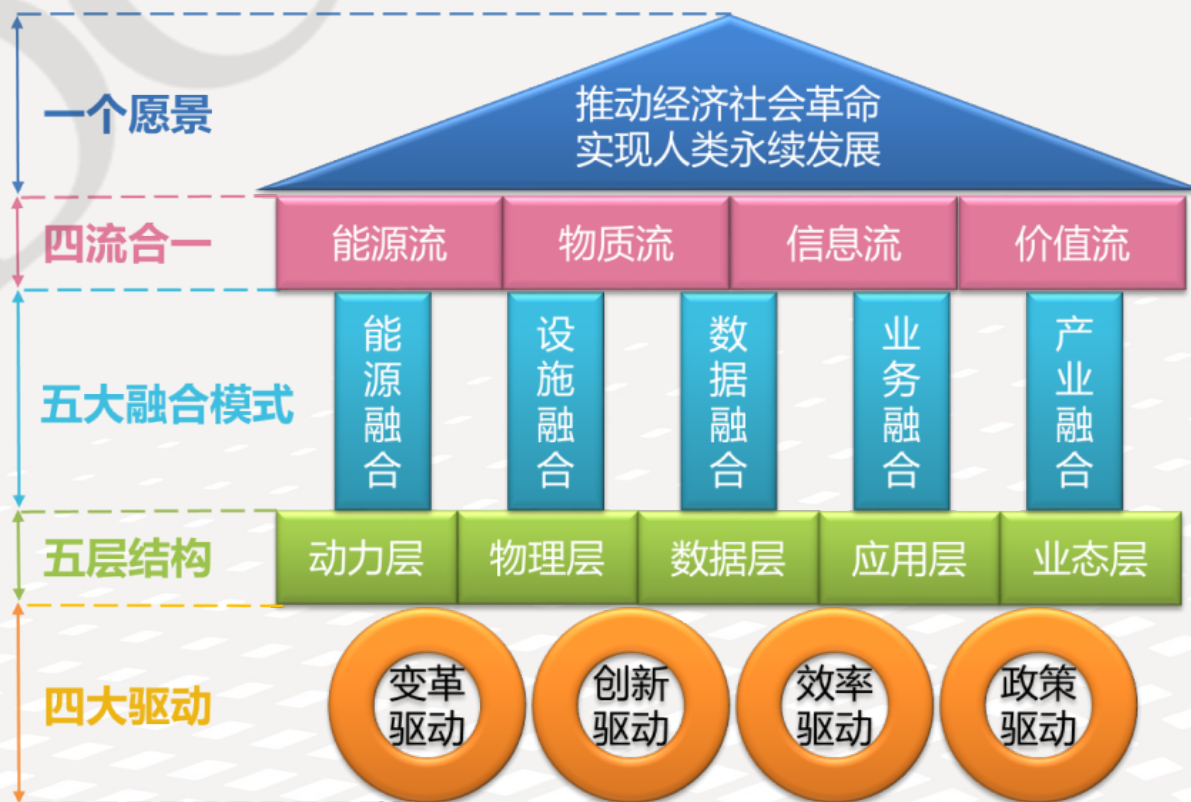 一个愿景
推动经济社会革命
实现人类永续发展
四流合一
能源流
物质流
信息流
价值流
五大融合模式
能源融合
设施融合
数据融合
业务融合
产业融合
五层结构
动力层
物理层
数据层
应用层
业态层
四大驱动
变革
驱动
创新
驱动
效率
驱动
政策
驱动